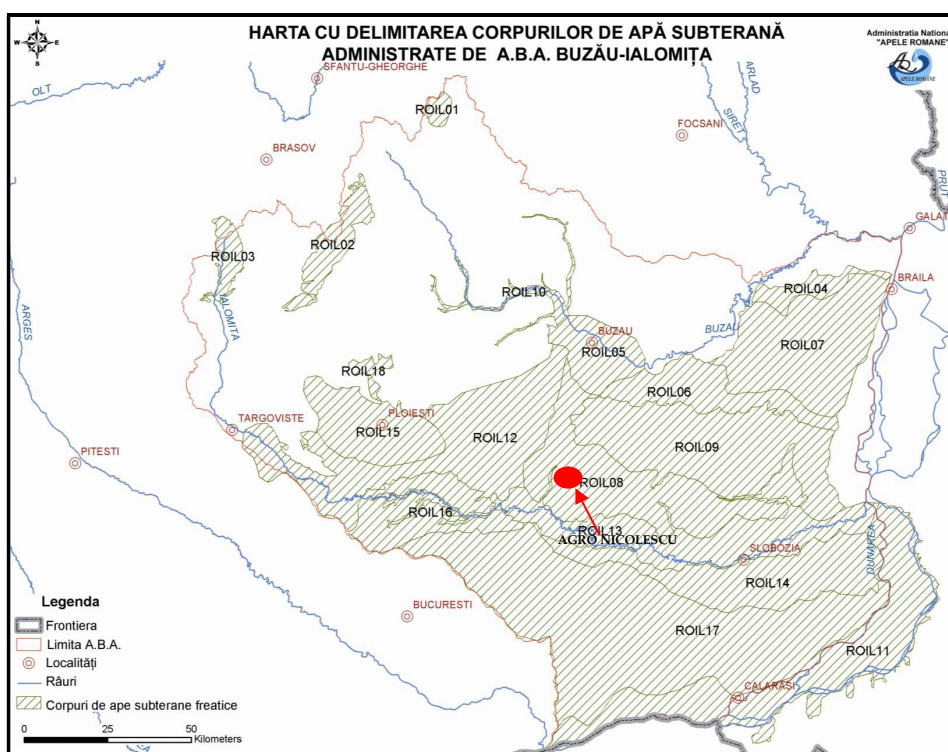 HARTA CU DELIMITAREA CORPURILOR DE APĂ SUBTERANĂ
ADMINISTRATE DE A.B.A. BUZĂU-IALOMIȚA
Administratia Nationa
"APELE ROMANE"
APELE ROMÂNE
N
W
E
S
SFANTU-GHEORGHE
OLT
ARLAD
SIRET
ROIL01
FOCSANI
BRASOV
PRUT
GALAT
ROIL02
ROIL03
IALOMITA
ROIL10
ROIL04
BRAILA
ARGES
BUZAU
BUZAU
ROIL05
ROIL07
ROIL18
ROIL06
TARGOVISTE
PLOIESTI
ROIL15
ROIL12
ROIL09
PITESTI
ROIL08
ROIL16
ROIL13
AGRO NICOLESCU
SLOBOZIA
DUNAREA
ROIL14
BUCURESTI
ROIL17
ROIL11
CALARASI
Legenda
Frontiera
Limita A.B.A.
Localități
Râuri
Corpuri de ape subterane freatice
0 25 50
Kilometers